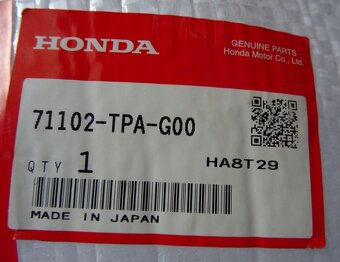 HONDA
GENUINE PARTS
Honda Motor Co., Ltd.
71102-TPA-G00
QTY 1
HA8T29
MADE IN JAPAN